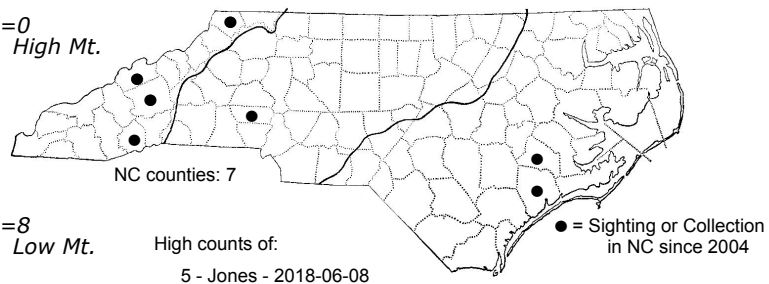 =0
High Mt.
NC counties: 7
=8
Low Mt.
High counts of:
5 - Jones - 2018-06-08
● = Sighting or Collection
in NC since 2004